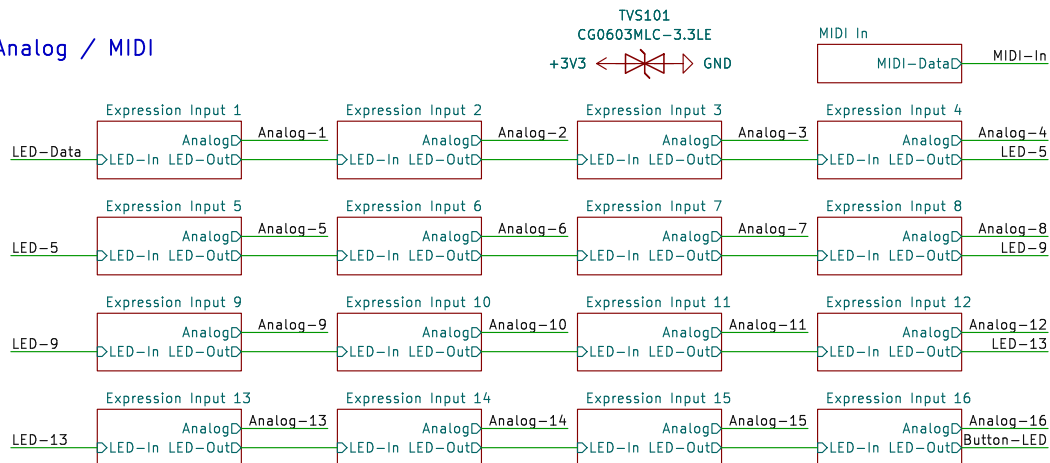 TVS101
CG0603MLC-3.3LE
Analog / MIDI
+3V3 GND
MIDI In
MIDI-Data MIDI-In
Expression Input 1 Expression Input 2 Expression Input 3 Expression Input 4
Analog Analog-1 Analog Analog-2 Analog Analog-3 Analog Analog-4
LED-Data LED-In LED-Out LED-In LED-Out LED-In LED-Out LED-In LED-Out LED-5
Expression Input 5 Expression Input 6 Expression Input 7 Expression Input 8
Analog Analog-5 Analog Analog-6 Analog Analog-7 Analog Analog-8
LED-5 LED-In LED-Out LED-In LED-Out LED-In LED-Out LED-In LED-Out LED-9
Expression Input 9 Expression Input 10 Expression Input 11 Expression Input 12
Analog Analog-9 Analog Analog-10 Analog Analog-11 Analog Analog-12
LED-9 LED-In LED-Out LED-In LED-Out LED-In LED-Out LED-In LED-Out LED-13
Expression Input 13 Expression Input 14 Expression Input 15 Expression Input 16
Analog Analog-13 Analog Analog-14 Analog Analog-15 Analog Analog-16
LED-13 LED-In LED-Out LED-In LED-Out LED-In LED-Out LED-In LED-Out Button-LED